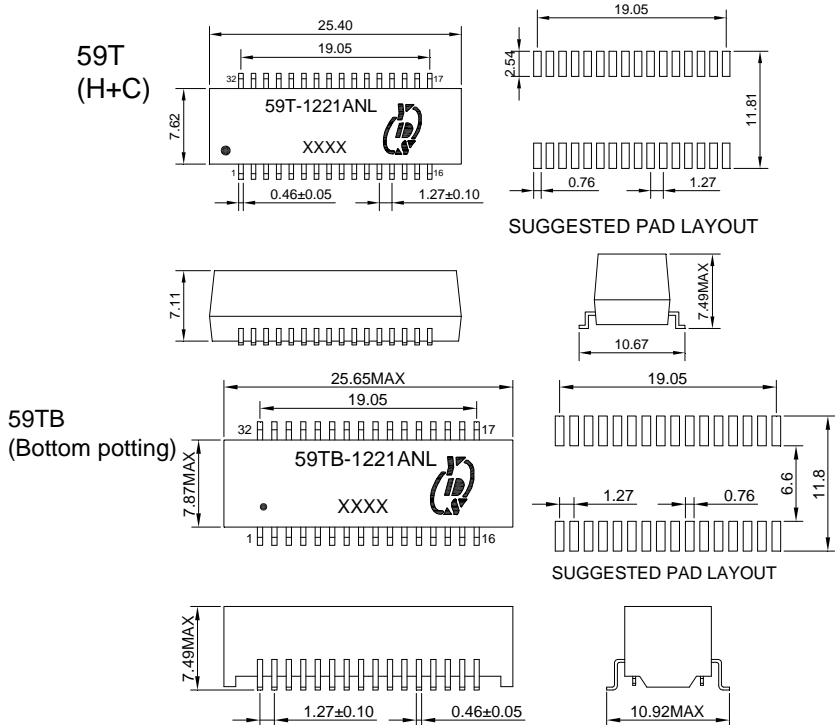 25.40
19.05
59T
(H+C)
32
17
59T-1221ANL
XXXX
7.62
1
16
0.46±0.05
1.27±0.10
19.05
2.54
11.81
0.76
1.27
SUGGESTED PAD LAYOUT
7.11
7.49MAX
10.67
25.65MAX
19.05
59TB
(Bottom potting)
32
17
59TB-1221ANL
XXXX
7.87MAX
1
16
19.05
1.27
0.76
6.6
11.8
SUGGESTED PAD LAYOUT
7.49MAX
1.27±0.10
0.46±0.05
10.92MAX